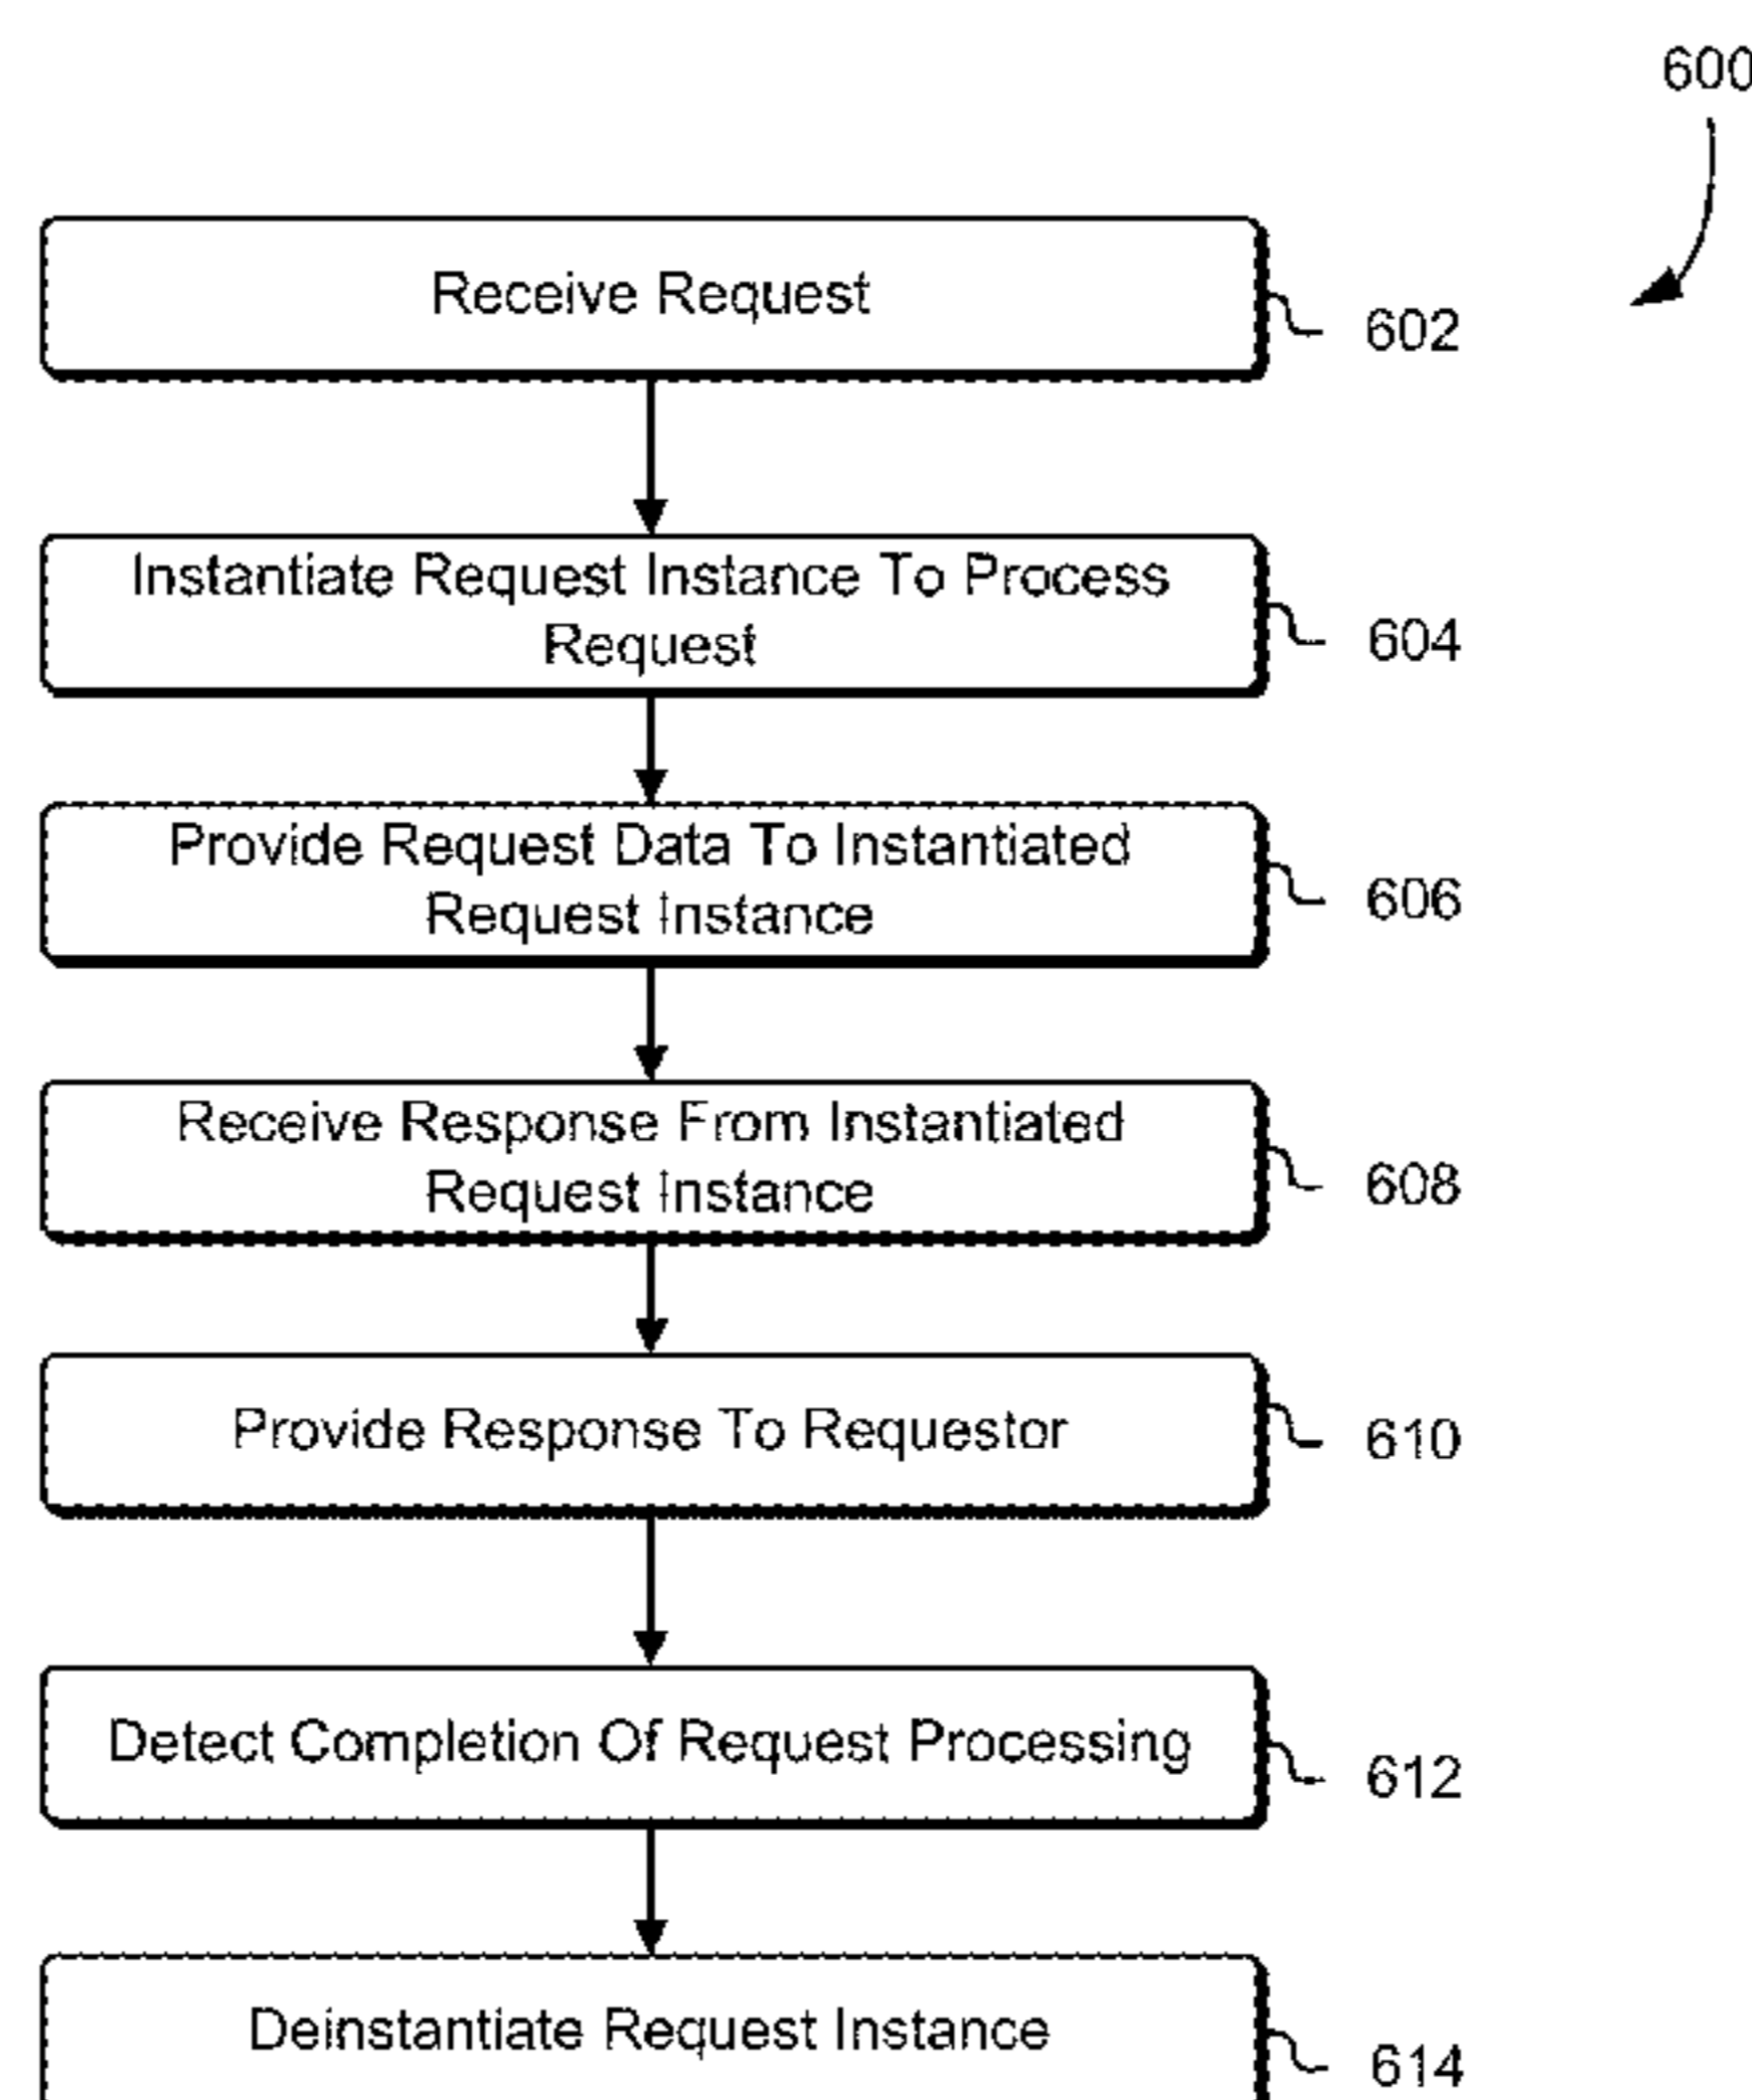 600
Receive Request
602
Instantiate Request Instance To Process
Request
604
Provide Request Data To Instantiated
Request Instance
606
Receive Response From Instantiated
Request Instance
608
Provide Response To Requestor
610
Detect Completion Of Request Processing
612
Deinstantiate Request Instance
614